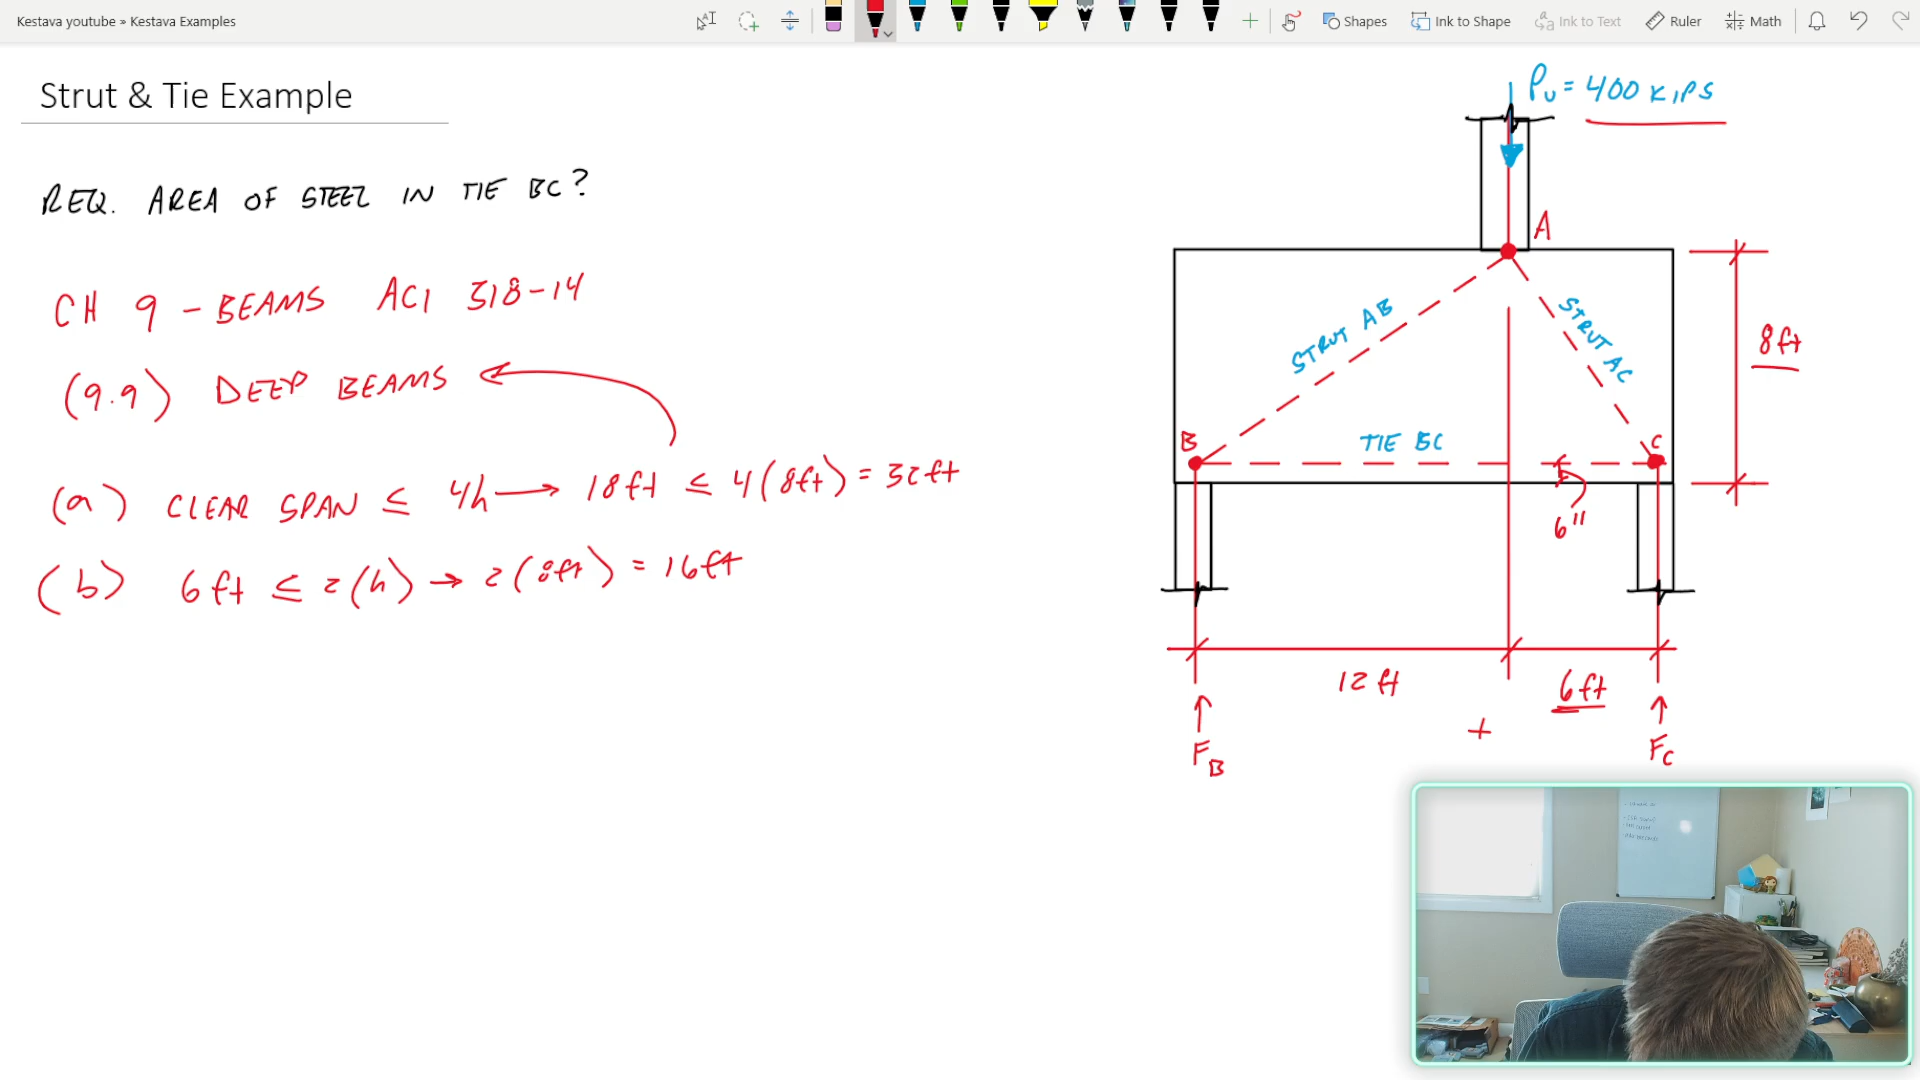 Kestava youtube » Kestava Examples
Shapes
Ink to Shape
Ink to Text
Ruler
Math
Strut & Tie Example
REQ. AREA OF STEEL IN TIE BC?
CH 9 - BEAMS ACI 318-14
(9.9) DEEP BEAMS
(a) CLEAR SPAN ≤ 4h → 18ft ≤ 4(8ft) = 32ft
(b) 6ft ≤ 2(h) → 2(8ft) = 16ft
Pu = 400 KIPS
A
STRUT AB
STRUT AC
8ft
B
TIE BC
C
6"
12 ft
6 ft
+
FB
FC